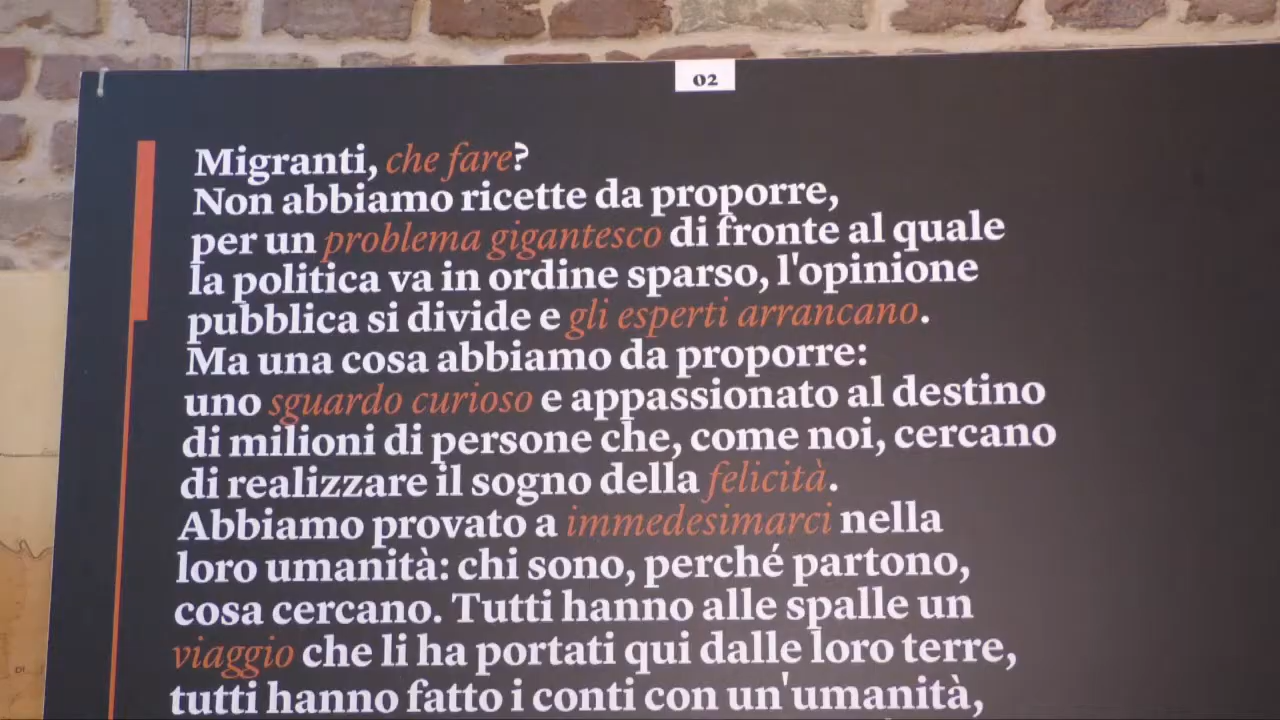 02
Migranti, che fare?
Non abbiamo ricette da proporre,
per un problema gigantesco di fronte al quale
la politica va in ordine sparso, l'opinione
pubblica si divide e gli esperti arrancano.
Ma una cosa abbiamo da proporre:
uno sguardo curioso e appassionato al destino
di milioni di persone che, come noi, cercano
di realizzare il sogno della felicità.
Abbiamo provato a immedesimarci nella
loro umanità: chi sono, perché partono,
cosa cercano. Tutti hanno alle spalle un
viaggio che li ha portati qui dalle loro terre,
tutti hanno fatto i conti con un'umanità,